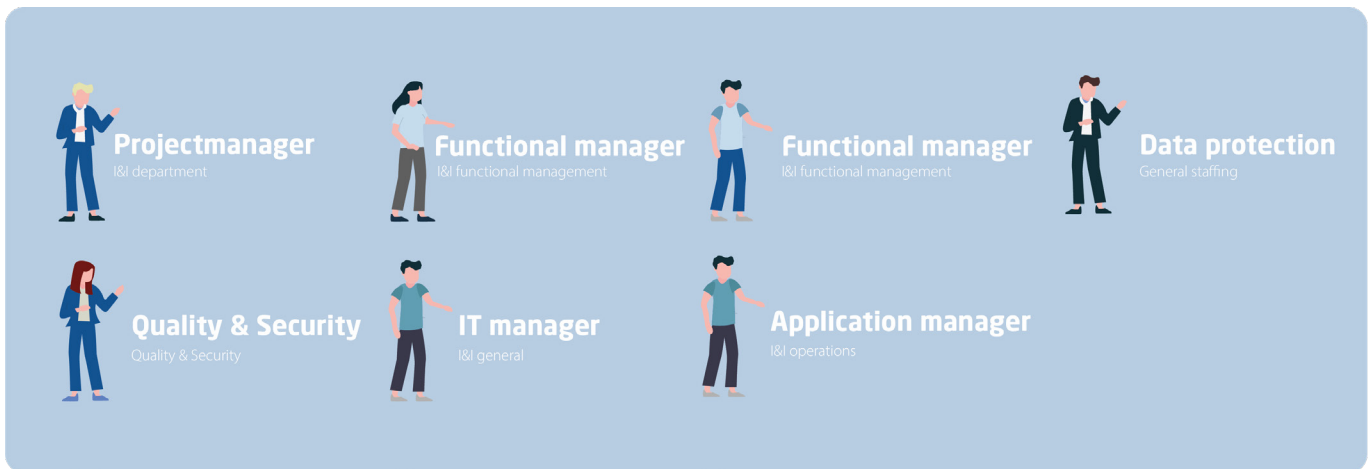 Projectmanager
I&I department
Functional manager
I&I functional management
Functional manager
I&I functional management
Data protection
General staffing
Quality & Security
Quality & Security
IT manager
I&I general
Application manager
I&I operations